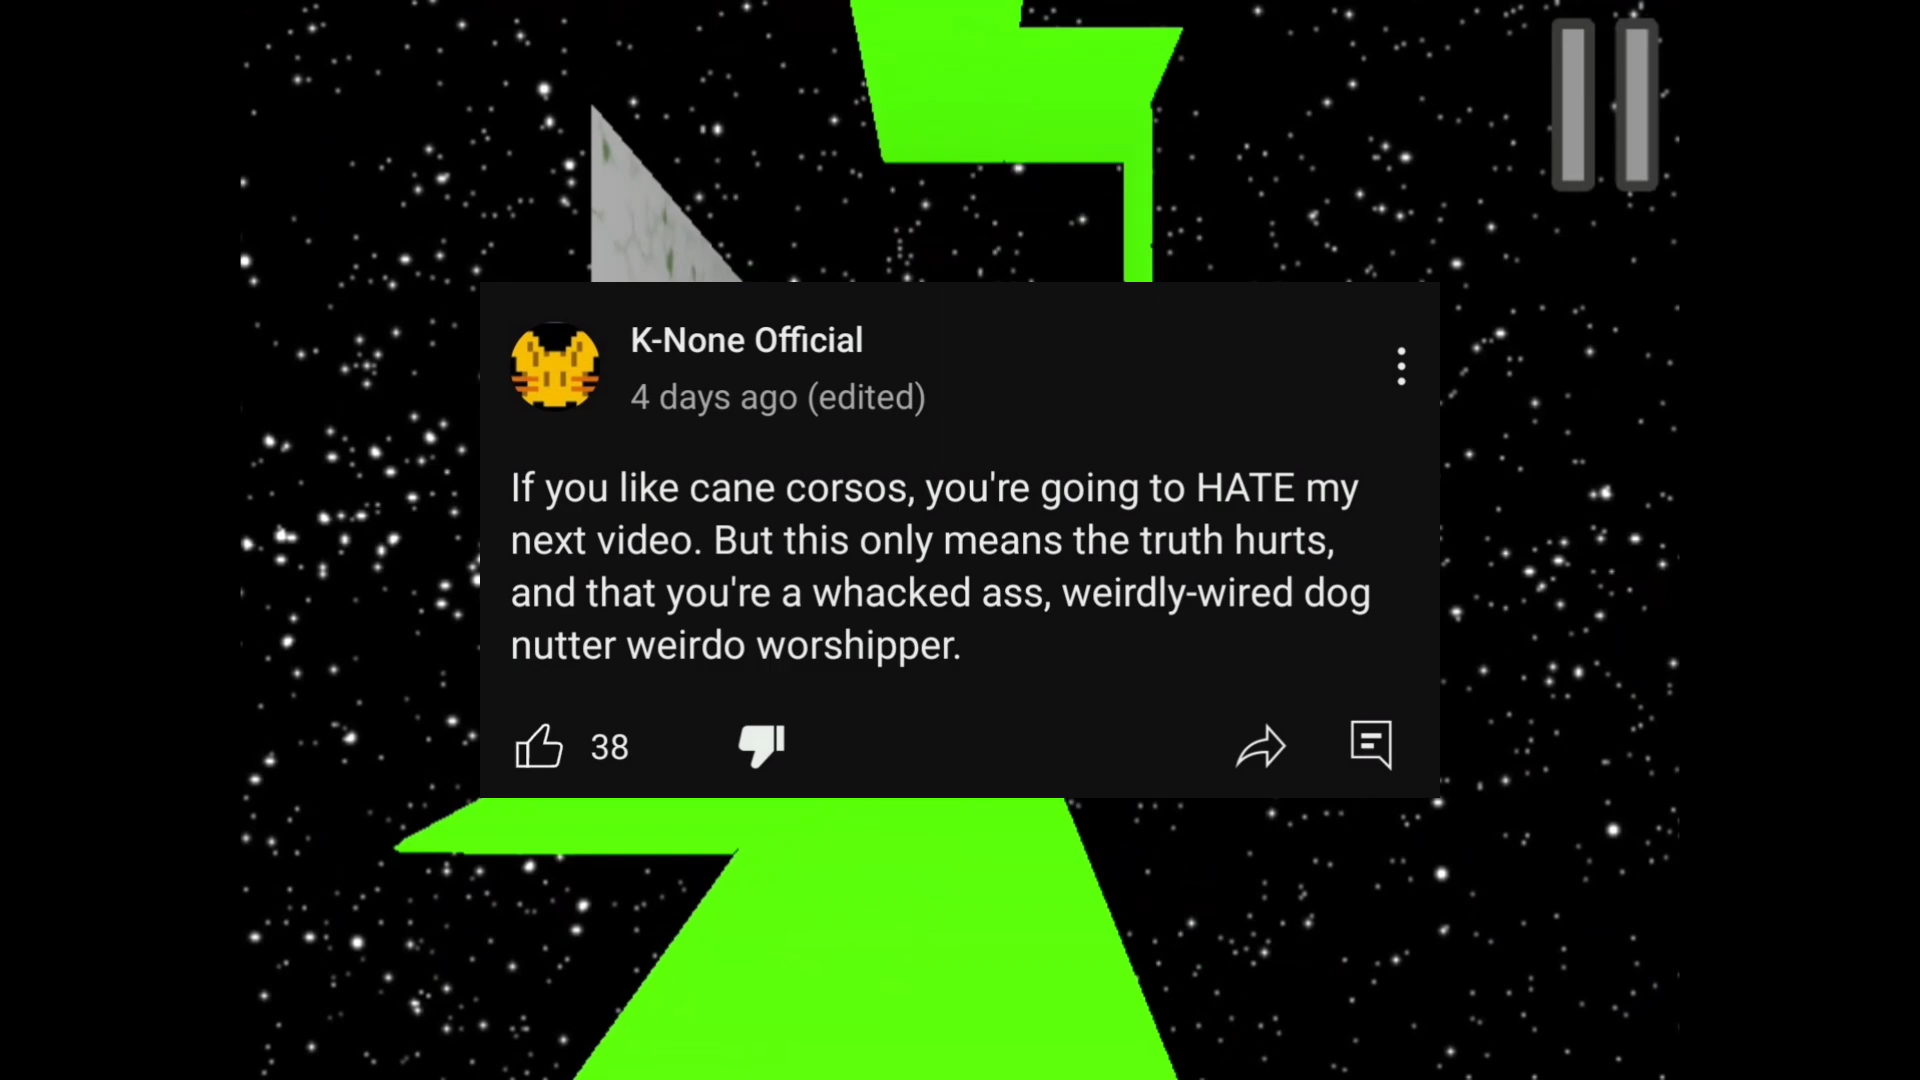 K-None Official
4 days ago (edited)
If you like cane corsos, you're going to HATE my
next video. But this only means the truth hurts,
and that you're a whacked ass, weirdly-wired dog
nutter weirdo worshipper.
38